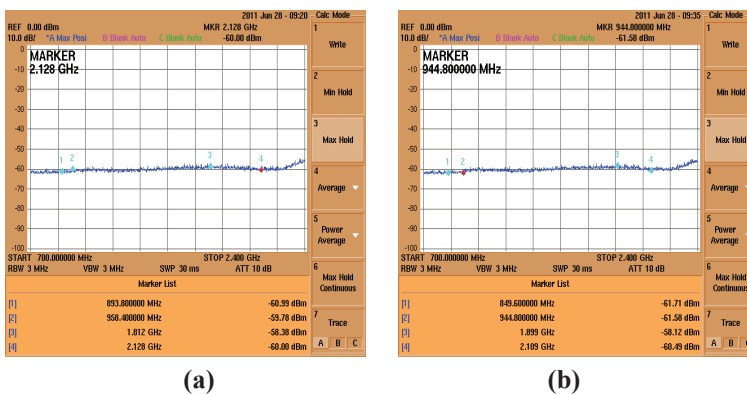 2011 Jun 28 - 09:20 Calc Mode
REF 0.00 dBm MKR 2.128 GHz
10.0 dB/ *A Max Posi B Blank Auto C Blank Auto -60.00 dBm
MARKER
2.128 GHz
0
-10
-20
-30
-40
-50
-60
-70
-80
-90
-100
1 2 3 4
START 700.000000 MHz STOP 2.400 GHz
RBW 3 MHz VBW 3 MHz SWP 30 ms ATT 10 dB
Marker List
[1] 893.800000 MHz -60.99 dBm
[2] 958.400000 MHz -59.78 dBm
[3] 1.812 GHz -58.38 dBm
[4] 2.128 GHz -60.00 dBm
1
Write
2
Min Hold
3
Max Hold
4
Average
5
Power
Average
6
Max Hold
Continuous
7
Trace
A B C
(a)
2011 Jun 28 - 09:35 Calc Mode
REF 0.00 dBm MKR 944.800000 MHz
10.0 dB/ *A Max Posi B Blank Auto C Blank Auto -61.58 dBm
MARKER
944.800000 MHz
0
-10
-20
-30
-40
-50
-60
-70
-80
-90
-100
1 2 3 4
START 700.000000 MHz STOP 2.400 GHz
RBW 3 MHz VBW 3 MHz SWP 30 ms ATT 10 dB
Marker List
[1] 849.600000 MHz -61.71 dBm
[2] 944.800000 MHz -61.58 dBm
[3] 1.899 GHz -58.12 dBm
[4] 2.109 GHz -60.49 dBm
1
Write
2
Min Hold
3
Max Hold
4
Average
5
Power
Average
6
Max Hold
Continuous
7
Trace
A B
(b)